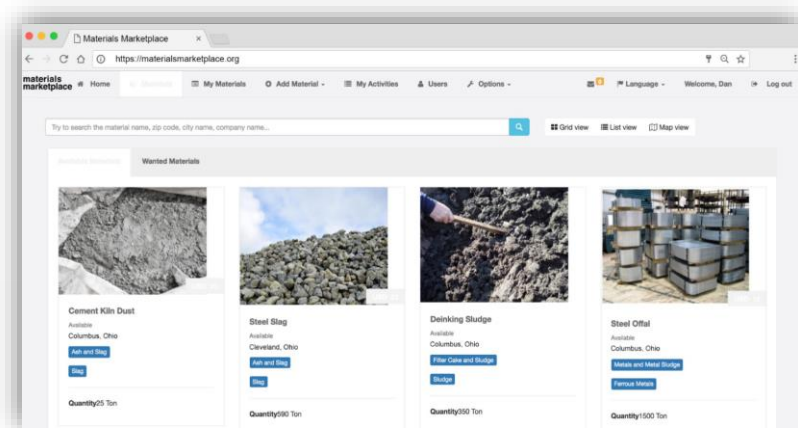 Materials Marketplace ×
https://materialsmarketplace.org
materials
marketplace Home My Materials Add Material My Activities Users Options Language Welcome, Dan Log out
Try to search the material name, zip code, city name, company name...
Grid view List view Map view
Wanted Materials
Cement Kiln Dust
Available
Columbus, Ohio
Ash and Slag
Slag
Quantity25 Ton
Steel Slag
Available
Cleveland, Ohio
Ash and Slag
Slag
Quantity590 Ton
Deinking Sludge
Available
Columbus, Ohio
Filter Cake and Sludge
Sludge
Quantity350 Ton
Steel Offal
Available
Columbus, Ohio
Metals and Metal Sludge
Ferrous Metals
Quantity1500 Ton